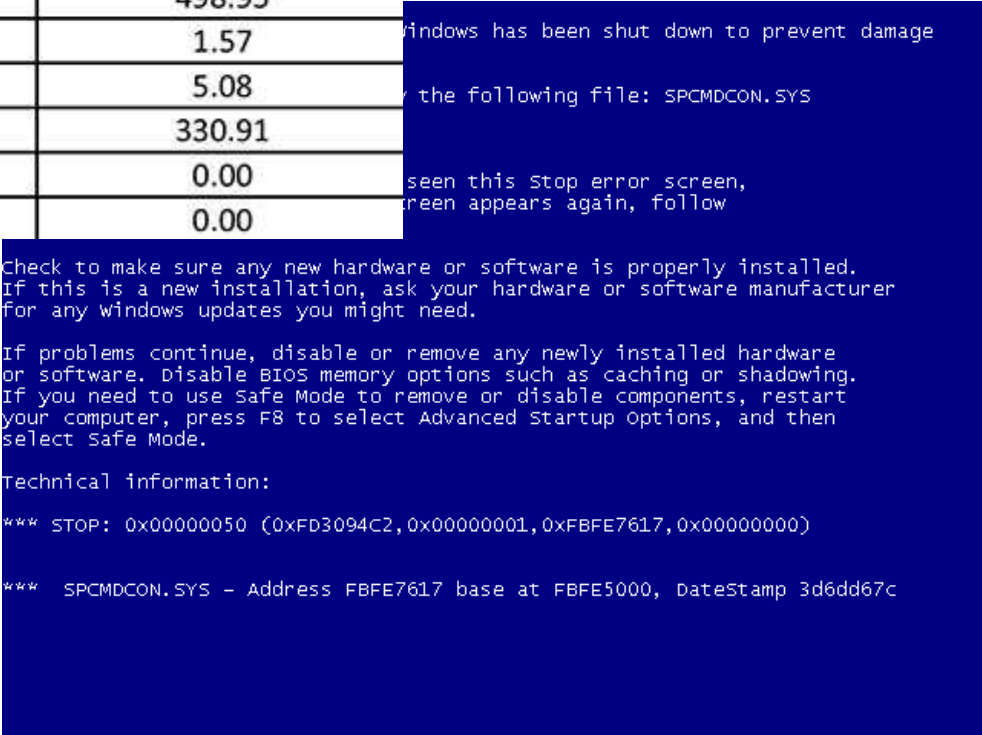 1.57
5.08
330.91
0.00
0.00
indows has been shut down to prevent damage
the following file: SPCMDCON.SYS
seen this Stop error screen,
reen appears again, follow
Check to make sure any new hardware or software is properly installed.
If this is a new installation, ask your hardware or software manufacturer
for any Windows updates you might need.
If problems continue, disable or remove any newly installed hardware
or software. Disable BIOS memory options such as caching or shadowing.
If you need to use Safe Mode to remove or disable components, restart
your computer, press F8 to select Advanced Startup Options, and then
select Safe Mode.
Technical information:
*** STOP: 0x00000050 (0xFD3094C2,0x00000001,0xFBFE7617,0x00000000)
*** SPCMDCON.SYS – Address FBFE7617 base at FBFE5000, DateStamp 3d6dd67c